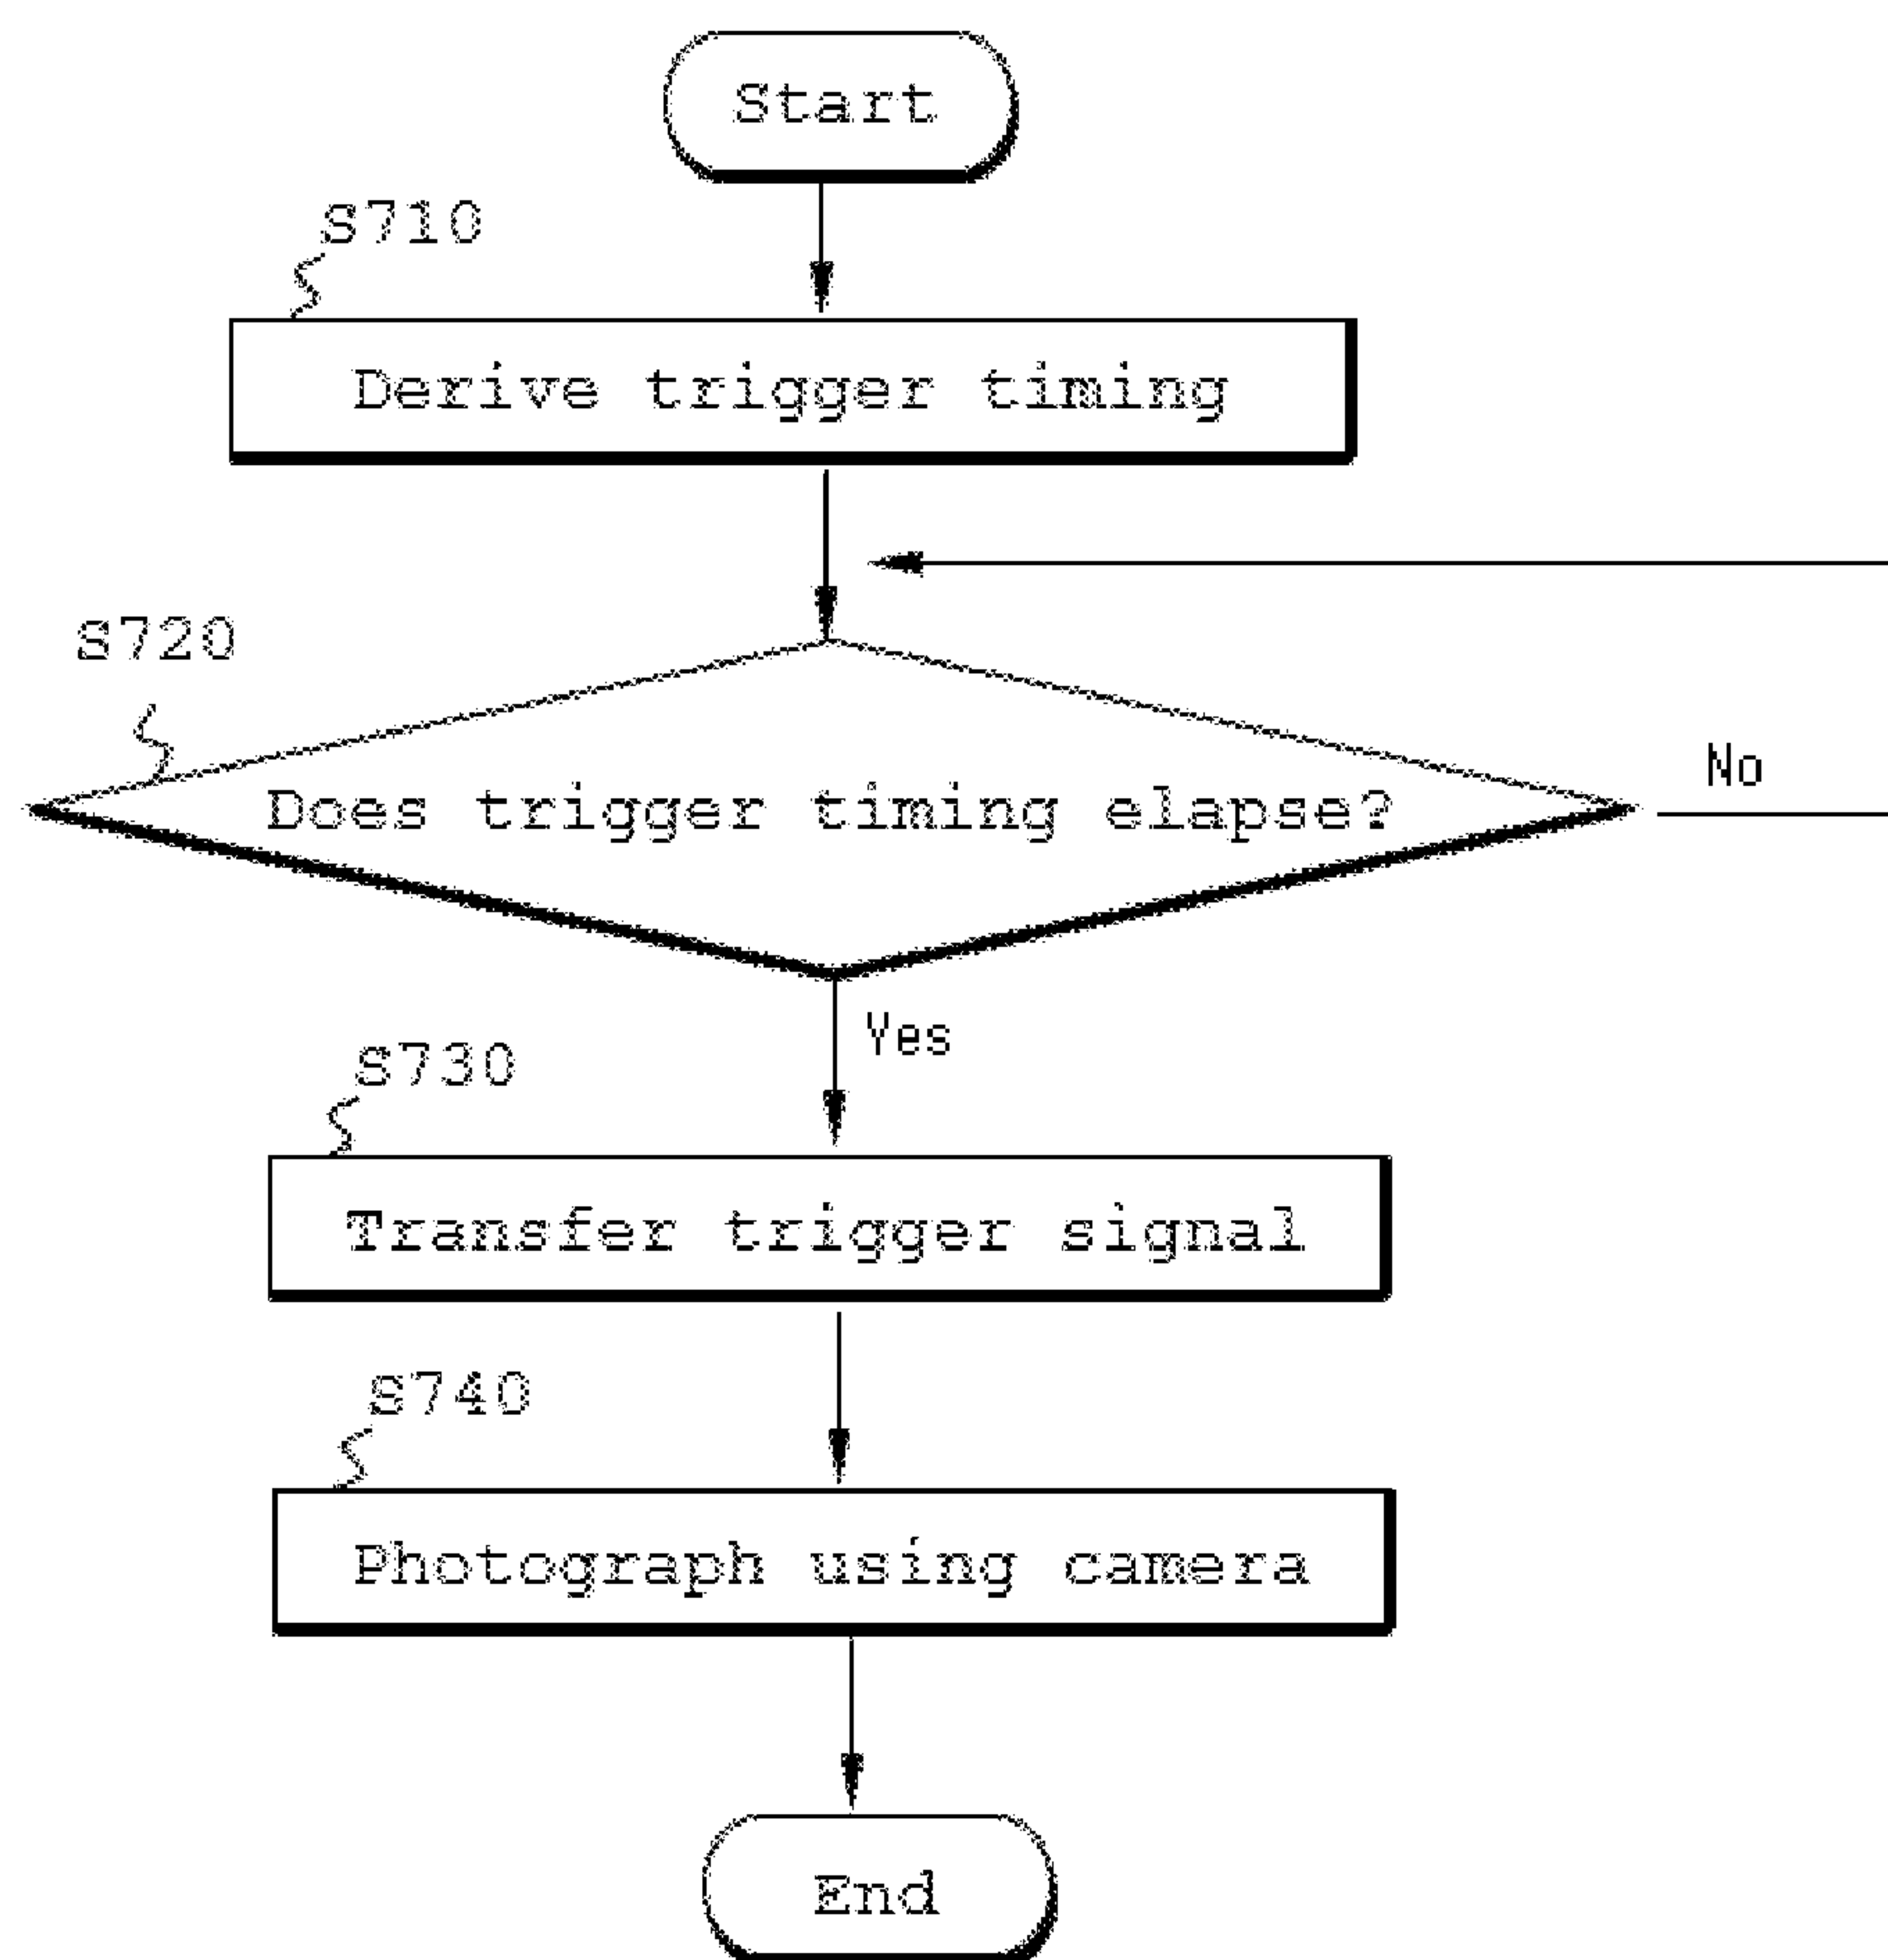 Start
S710
Derive trigger timing
S720
Does trigger timing elapse?
No
Yes
S730
Transfer trigger signal
S740
Photograph using camera
End